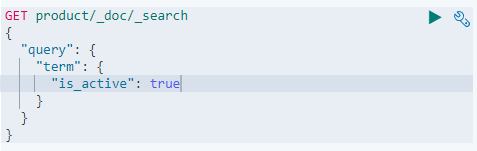 GET product/_doc/_search
{
  "query": {
    "term": {
      "is_active": true
    }
  }
}